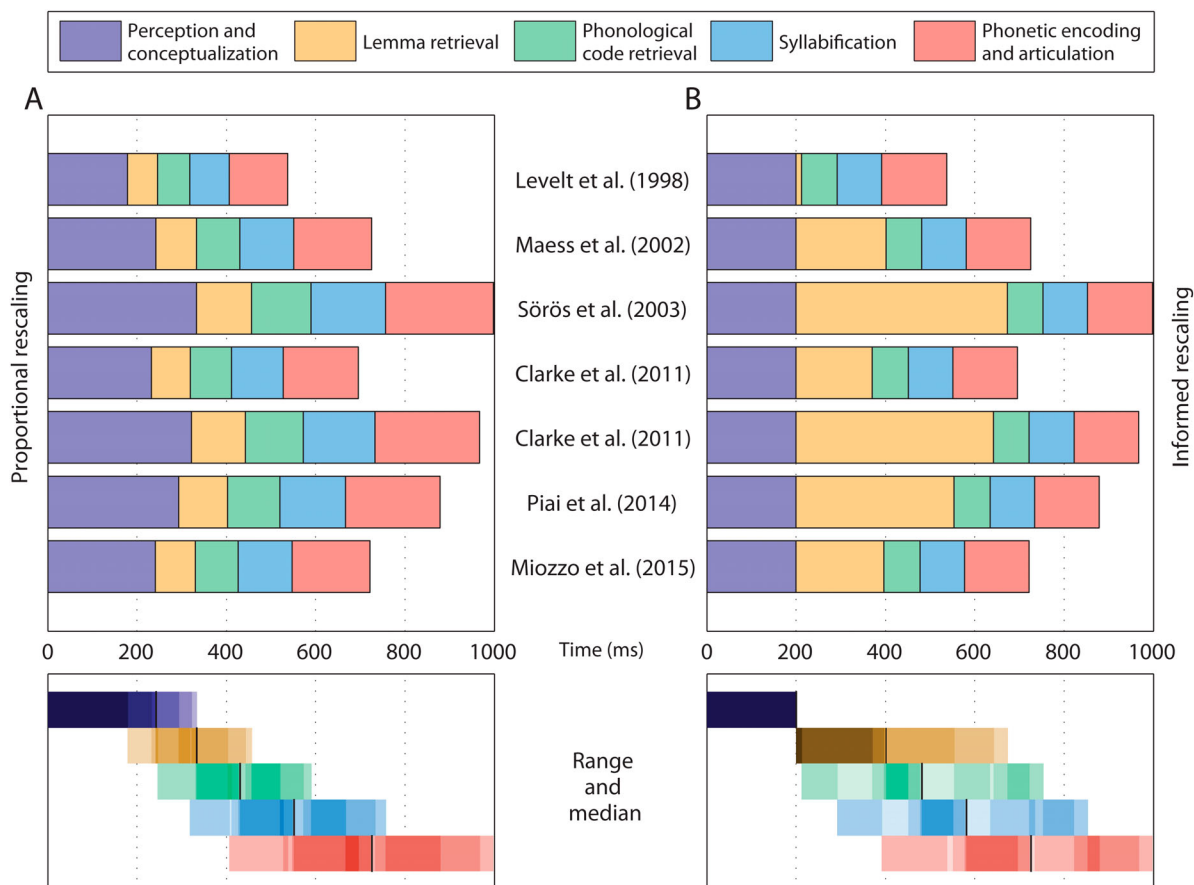 Perception and
conceptualization
Lemma retrieval
Phonological
code retrieval
Syllabification
Phonetic encoding
and articulation
A
B
Proportional rescaling
Levelt et al. (1998)
Maess et al. (2002)
Sörös et al. (2003)
Clarke et al. (2011)
Clarke et al. (2011)
Piai et al. (2014)
Miozzo et al. (2015)
Informed rescaling
0 200 400 600 800 1000
Time (ms)
0 200 400 600 800 1000
Range
and
median